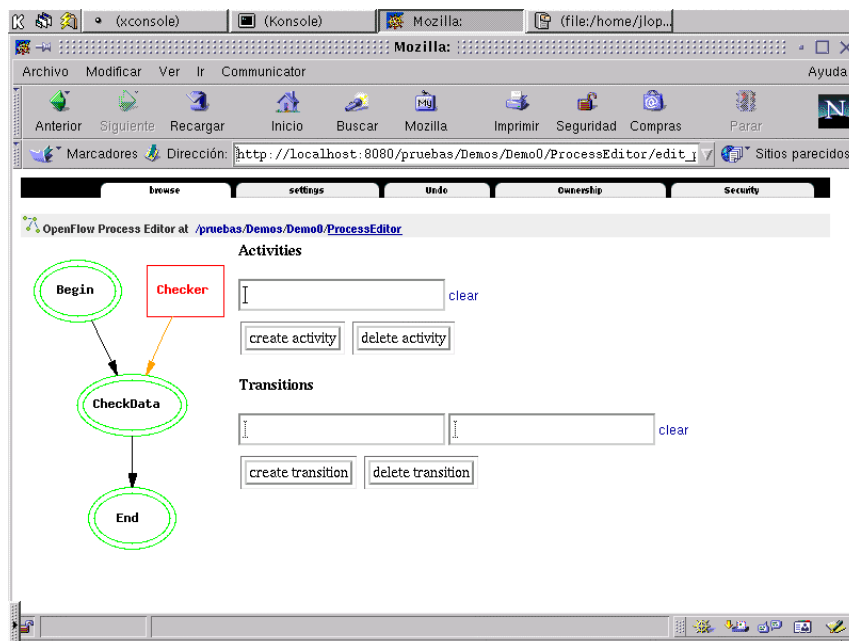 (xconsole) (Konsole) Mozilla: (file:/home/jlop...
Mozilla:
Archivo Modificar Ver Ir Communicator Ayuda
My
N
Anterior Siguiente Recargar Inicio Buscar Mozilla Imprimir Seguridad Compras Parar
Marcadores Dirección: http://localhost:8080/pruebas/Demos/Demo0/ProcessEditor/edit_ Sitios parecidos
browse settings Undo Ownership Security
OpenFlow Process Editor at /pruebas/Demos/Demo0/ProcessEditor
Activities
Begin Checker
clear
create activity delete activity
Transitions
CheckData
clear
create transition delete transition
End